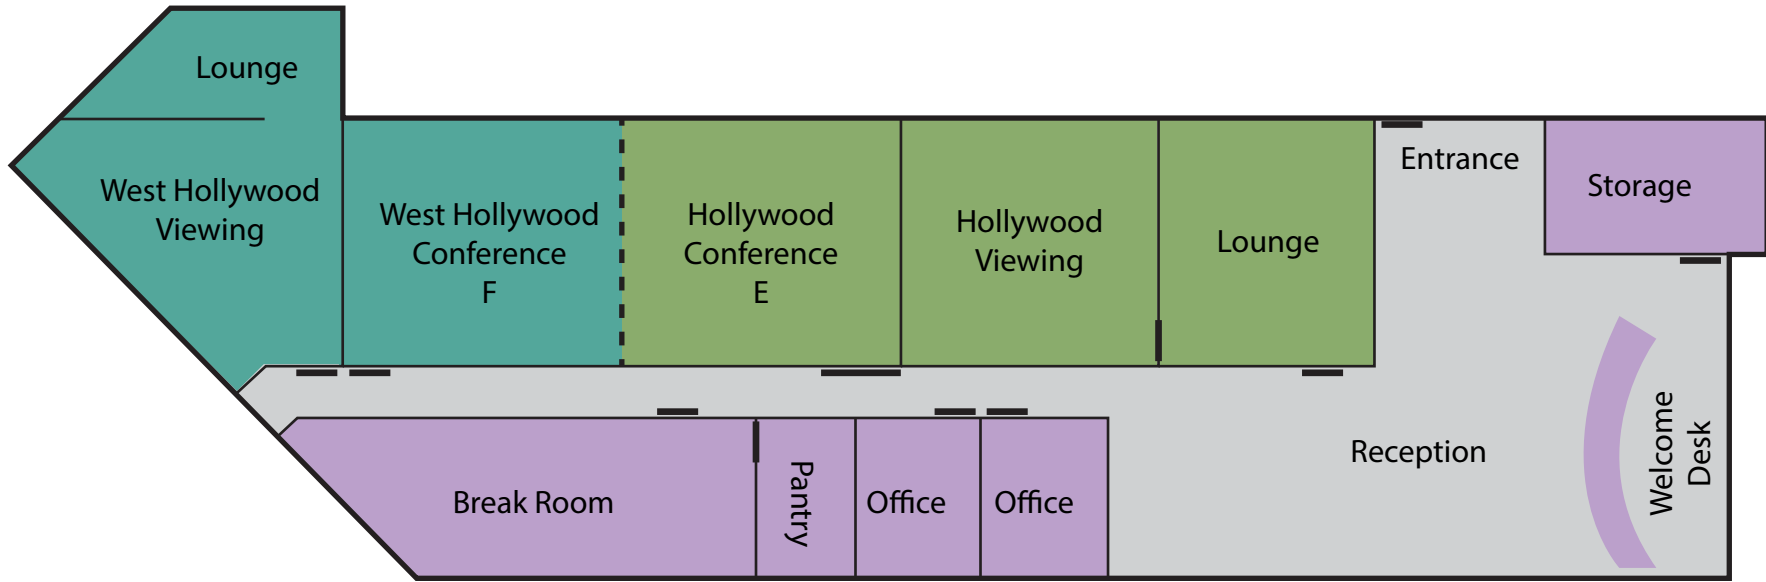 Lounge
West Hollywood
Viewing
West Hollywood
Conference
F
Hollywood
Conference
E
Hollywood
Viewing
Lounge
Entrance
Storage
Break Room
Pantry
Office
Office
Reception
Welcome
Desk